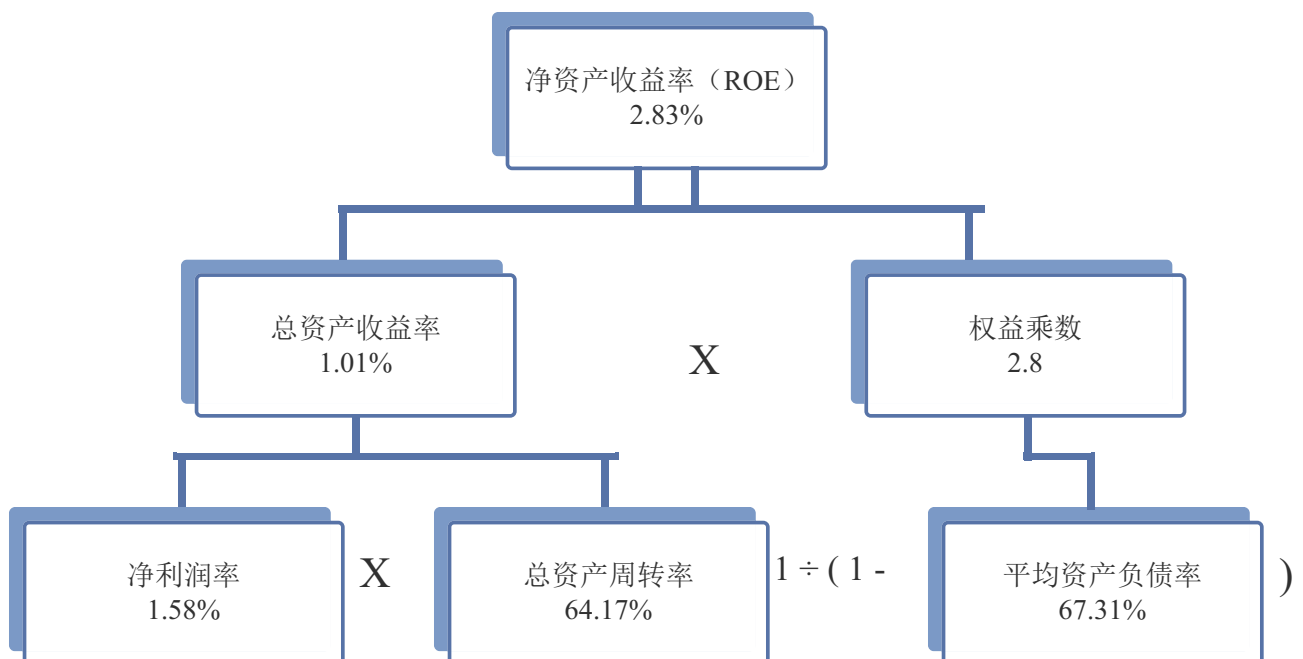 净资产收益率（ROE）
2.83%
总资产收益率
1.01%
X
权益乘数
2.8
净利润率
1.58%
X
总资产周转率
64.17%
1 ÷ ( 1 -
平均资产负债率
67.31%
)